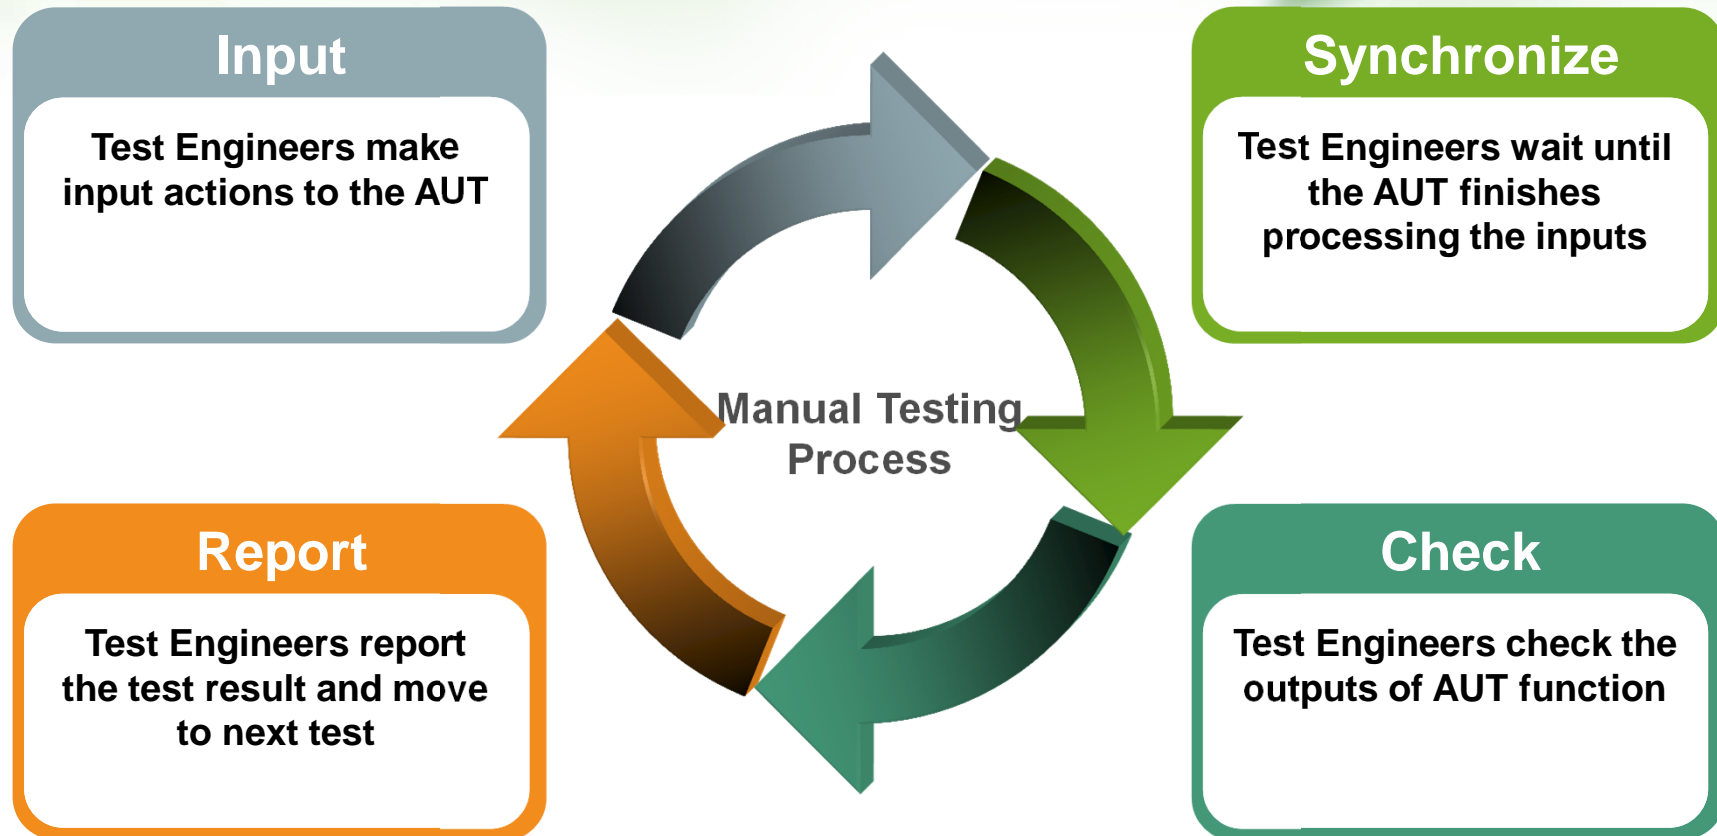 Input
Test Engineers make
input actions to the AUT
Synchronize
Test Engineers wait until
the AUT finishes
processing the inputs
Manual Testing
Process
Report
Test Engineers report
the test result and move
to next test
Check
Test Engineers check the
outputs of AUT function